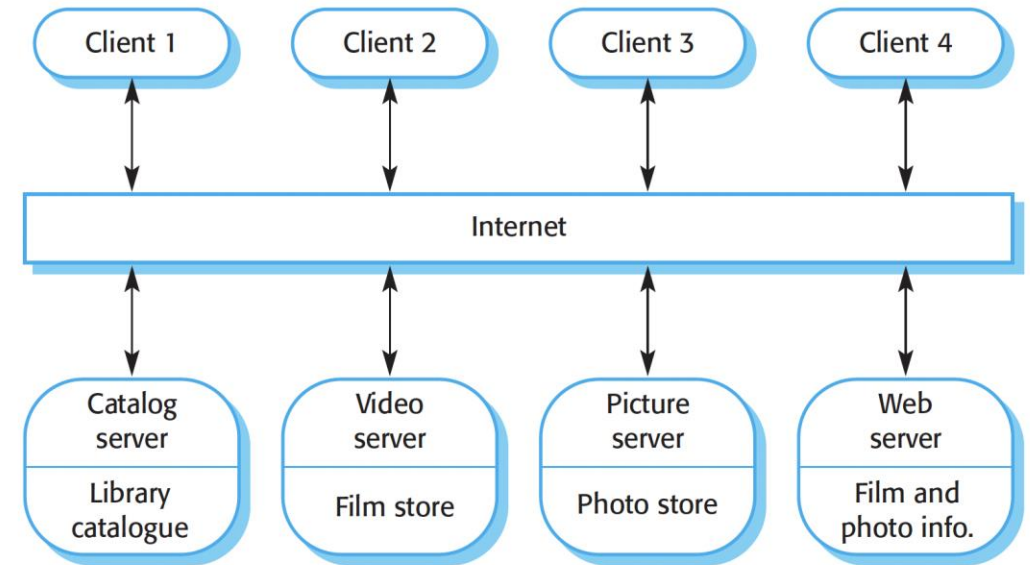 Client 1
Client 2
Client 3
Client 4
Internet
Catalog
server
Library
catalogue
Video
server
Film store
Picture
server
Photo store
Web
server
Film and
photo info.